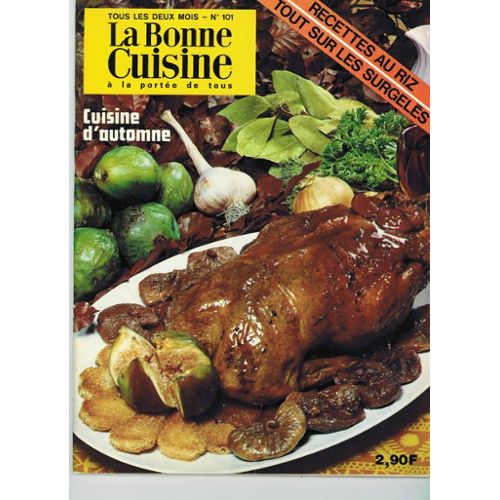 TOUS LES DEUX MOIS – N° 101
La Bonne
Cuisine
à la portée de tous
RECETTES AU RIZ
TOUT SUR LES SURGELÉS
Cuisine
d'automne
2,90F